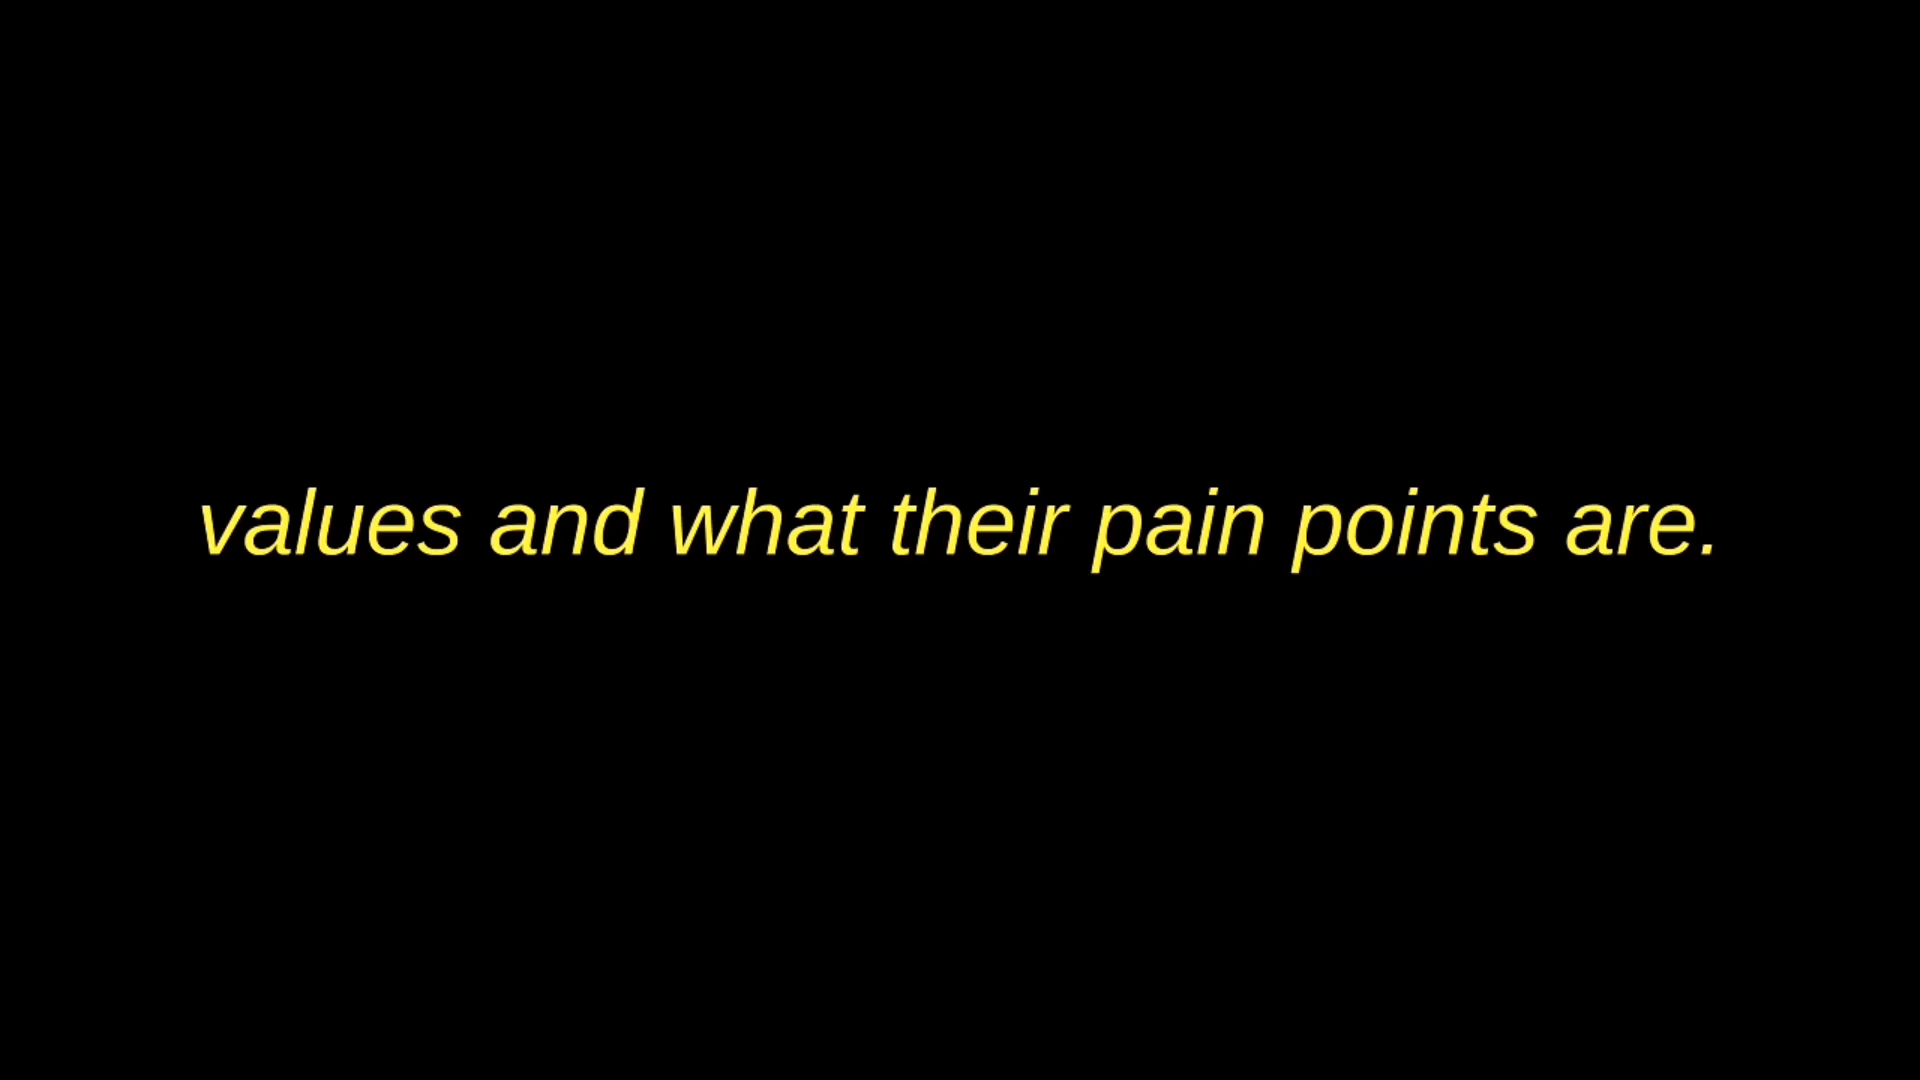 values and what their pain points are.